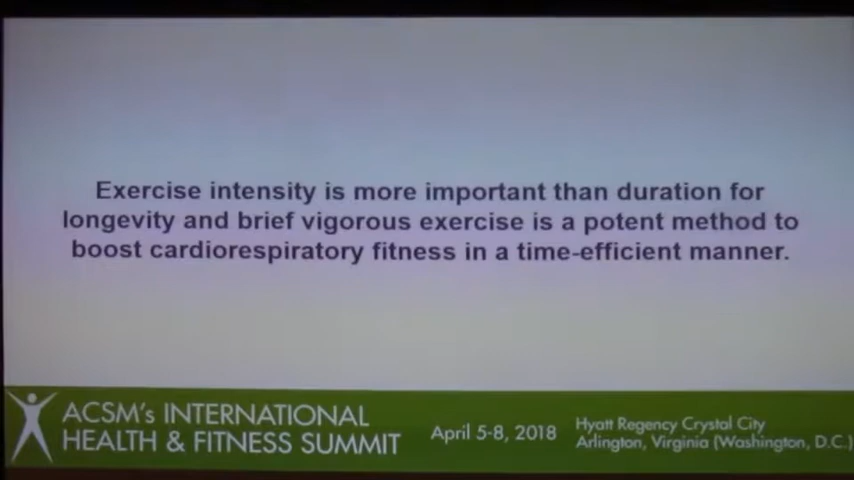 Exercise intensity is more important than duration for
longevity and brief vigorous exercise is a potent method to
boost cardiorespiratory fitness in a time-efficient manner.
ACSM's INTERNATIONAL
HEALTH & FITNESS SUMMIT
April 5-8, 2018
Hyatt Regency Crystal City
Arlington, Virginia (Washington, D.C.)